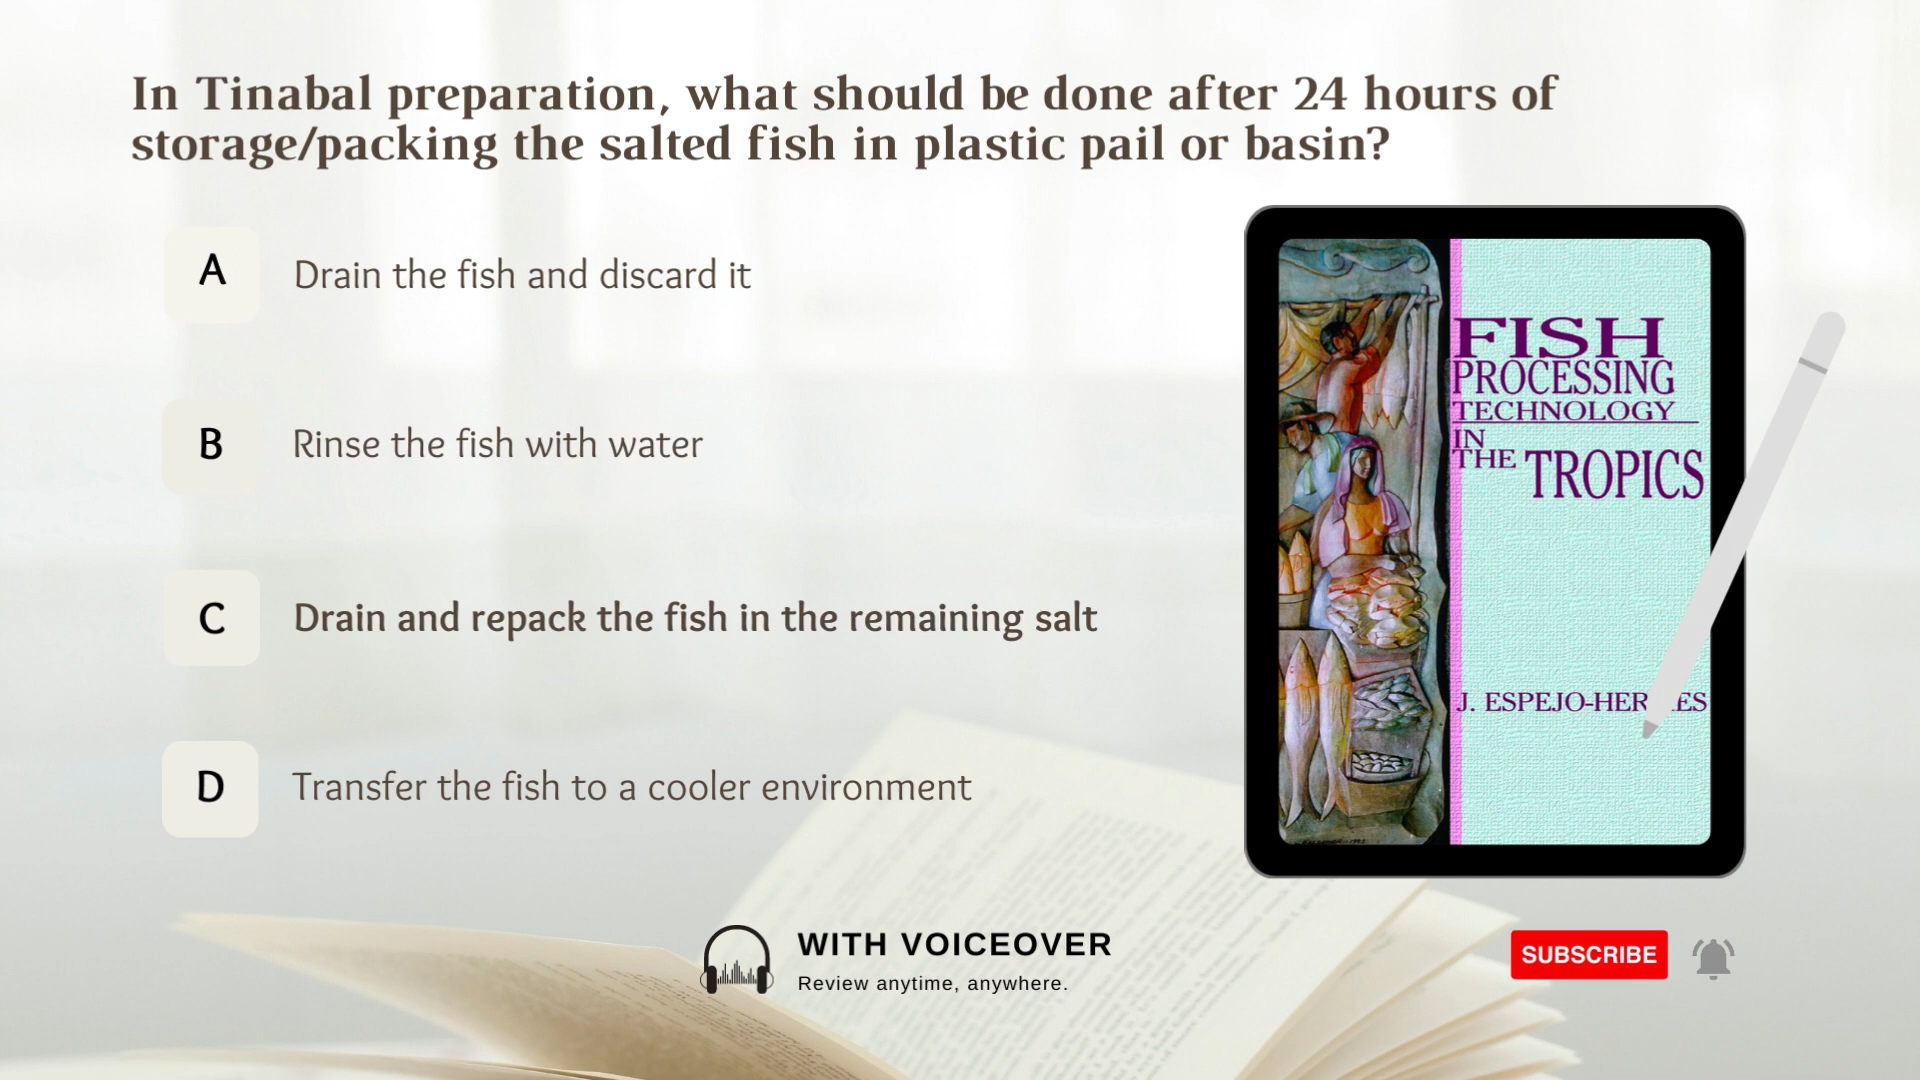 In Tinabal preparation, what should be done after 24 hours of
storage/packing the salted fish in plastic pail or basin?
A
Drain the fish and discard it
B
Rinse the fish with water
C
Drain and repack the fish in the remaining salt
D
Transfer the fish to a cooler environment
FISH
PROCESSING
TECHNOLOGY
IN
THE TROPICS
J. ESPEJO-HER ES
WITH VOICEOVER
Review anytime, anywhere.
SUBSCRIBE